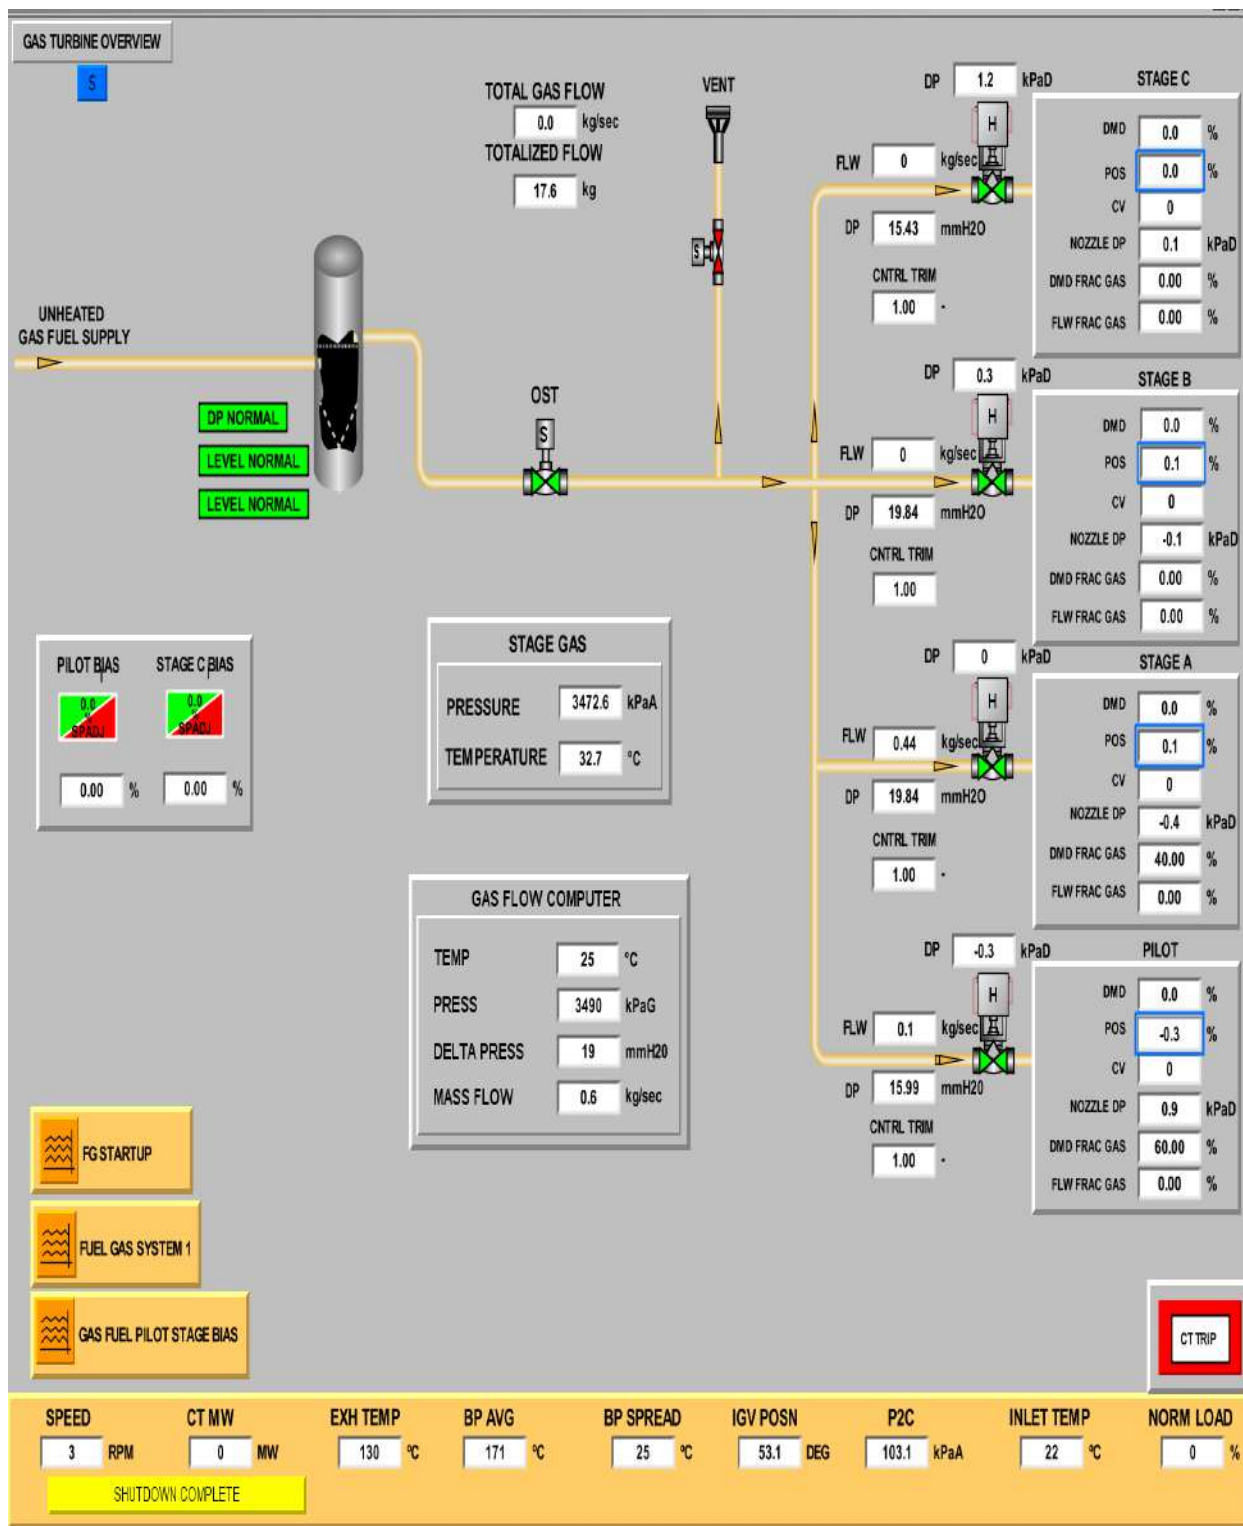 GAS TURBINE OVERVIEW
S
TOTAL GAS FLOW
0.0 kg/sec
TOTALIZED FLOW
17.6 kg
VENT
S
UNHEATED
GAS FUEL SUPPLY
DP NORMAL
LEVEL NORMAL
LEVEL NORMAL
OST
S
DP 1.2 kPaD
H
FLW 0 kg/sec
DP 15.43 mmH2O
CNTRL TRIM
1.00 -
STAGE C
DMD 0.0 %
POS 0.0 %
CV 0
NOZZLE DP 0.1 kPaD
DMD FRAC GAS 0.00 %
FLW FRAC GAS 0.00 %
DP 0.3 kPaD
H
FLW 0 kg/sec
DP 19.84 mmH2O
CNTRL TRIM
1.00
STAGE B
DMD 0.0 %
POS 0.1 %
CV 0
NOZZLE DP -0.1 kPaD
DMD FRAC GAS 0.00 %
FLW FRAC GAS 0.00 %
DP 0 kPaD
H
FLW 0.44 kg/sec
DP 19.84 mmH2O
CNTRL TRIM
1.00 -
STAGE A
DMD 0.0 %
POS 0.1 %
CV 0
NOZZLE DP -0.4 kPaD
DMD FRAC GAS 40.00 %
FLW FRAC GAS 0.00 %
DP -0.3 kPaD
H
FLW 0.1 kg/sec
DP 15.99 mmH20
CNTRL TRIM
1.00 -
PILOT
DMD 0.0 %
POS -0.3 %
CV 0
NOZZLE DP 0.9 kPaD
DMD FRAC GAS 60.00 %
FLW FRAC GAS 0.00 %
PILOT BIAS STAGE C BIAS
0.0 % SPADJ 0.0 % SPADJ
0.00 % 0.00 %
STAGE GAS
PRESSURE 3472.6 kPaA
TEMPERATURE 32.7 °C
GAS FLOW COMPUTER
TEMP 25 °C
PRESS 3490 kPaG
DELTA PRESS 19 mmH20
MASS FLOW 0.6 kg/sec
FG STARTUP
FUEL GAS SYSTEM 1
GAS FUEL PILOT STAGE BIAS
CT TRIP
SPEED CT MW EXH TEMP BP AVG BP SPREAD IGV POSN P2C INLET TEMP NORM LOAD
3 RPM 0 MW 130 °C 171 °C 25 °C 53.1 DEG 103.1 kPaA 22 °C 0 %
SHUTDOWN COMPLETE